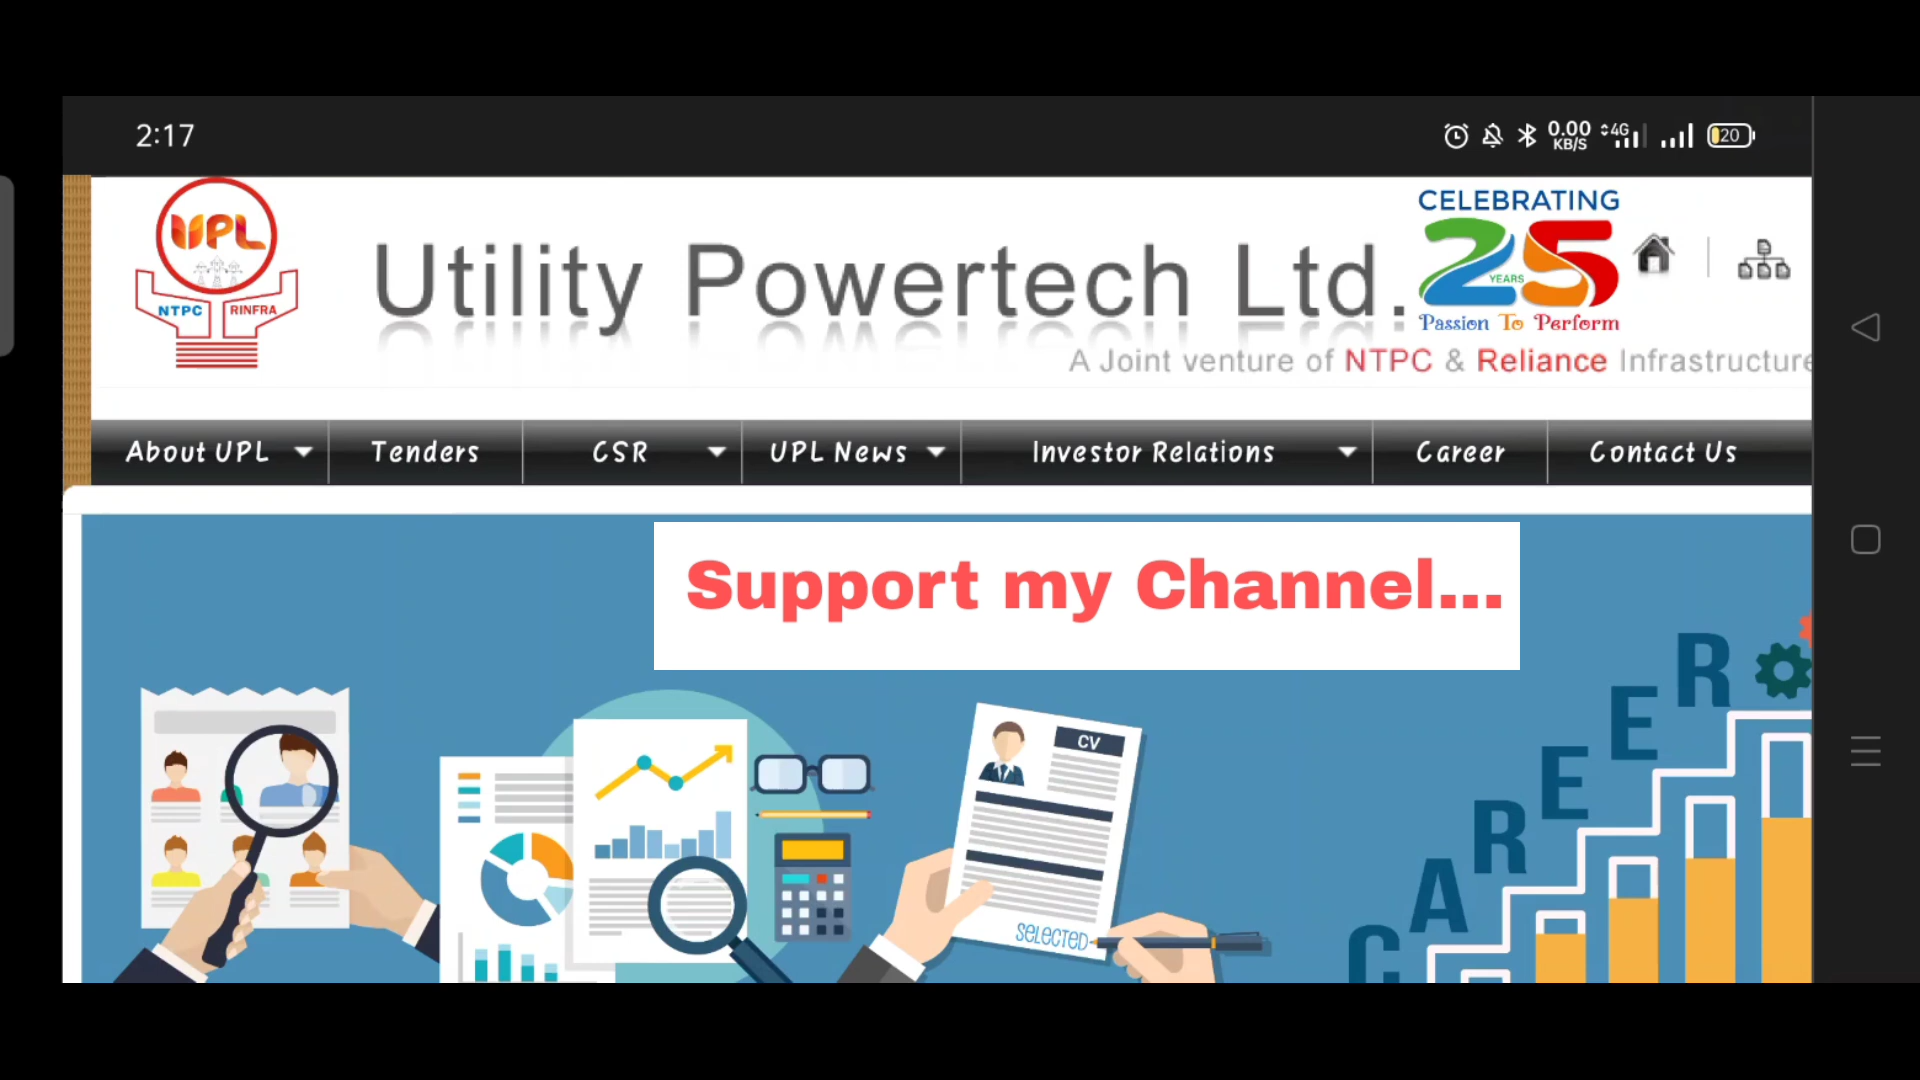 2:17
0.00
KB/S
4G
20
UPL
NTPC
RINFRA
Utility Powertech Ltd.
CELEBRATING
25
YEARS
Passion To Perform
A Joint venture of NTPC & Reliance Infrastructure
About UPL
Tenders
CSR
UPL News
Investor Relations
Career
Contact Us
Support my Channel...
CV
SELECTED
CAREER